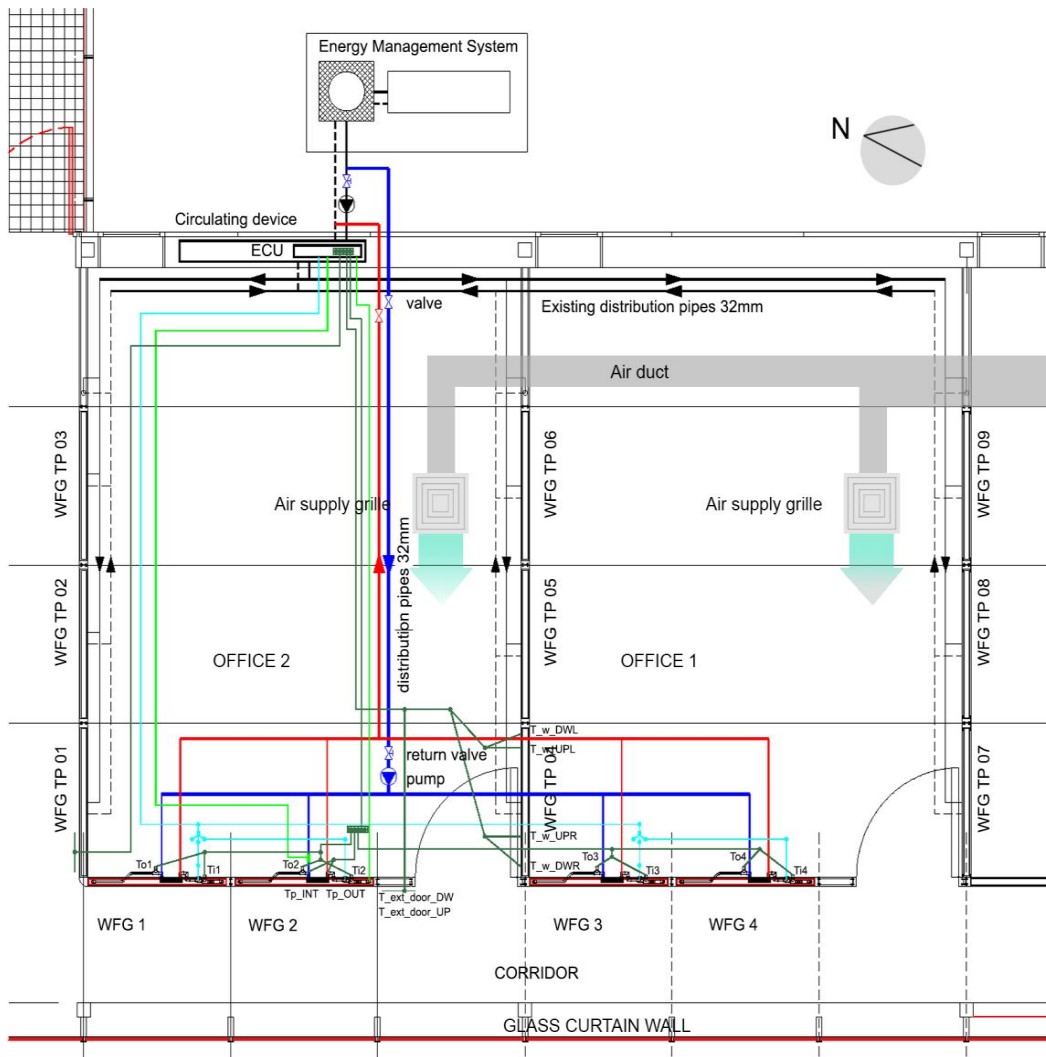 Energy Management System
N
Circulating device
ECU
valve
Existing distribution pipes 32mm
Air duct
WFG TP 03
WFG TP 06
WFG TP 09
Air supply grille
Air supply grille
distribution pipes 32mm
WFG TP 02
WFG TP 05
WFG TP 08
OFFICE 2
OFFICE 1
T_w_DWL
T_w_UPL
return valve
pump
WFG TP 01
WFG TP 04
WFG TP 07
T_w_UPR
T_w_DWR
To1
Ti1
To2
Ti2
To3
Ti3
To4
Ti4
Tp_INT
Tp_OUT
T_ext_door_DW
T_ext_door_UP
WFG 1
WFG 2
WFG 3
WFG 4
CORRIDOR
GLASS CURTAIN WALL